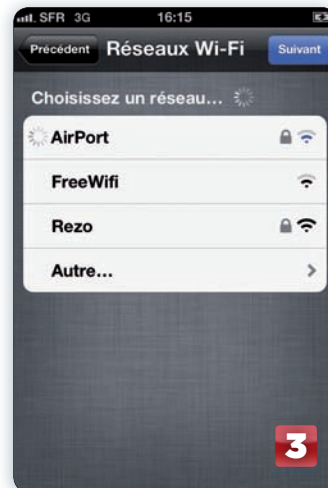 SFR 3G 16:15
Précédent Réseaux Wi-Fi Suivant
Choisissez un réseau...
AirPort
FreeWifi
Rezo
Autre...
3